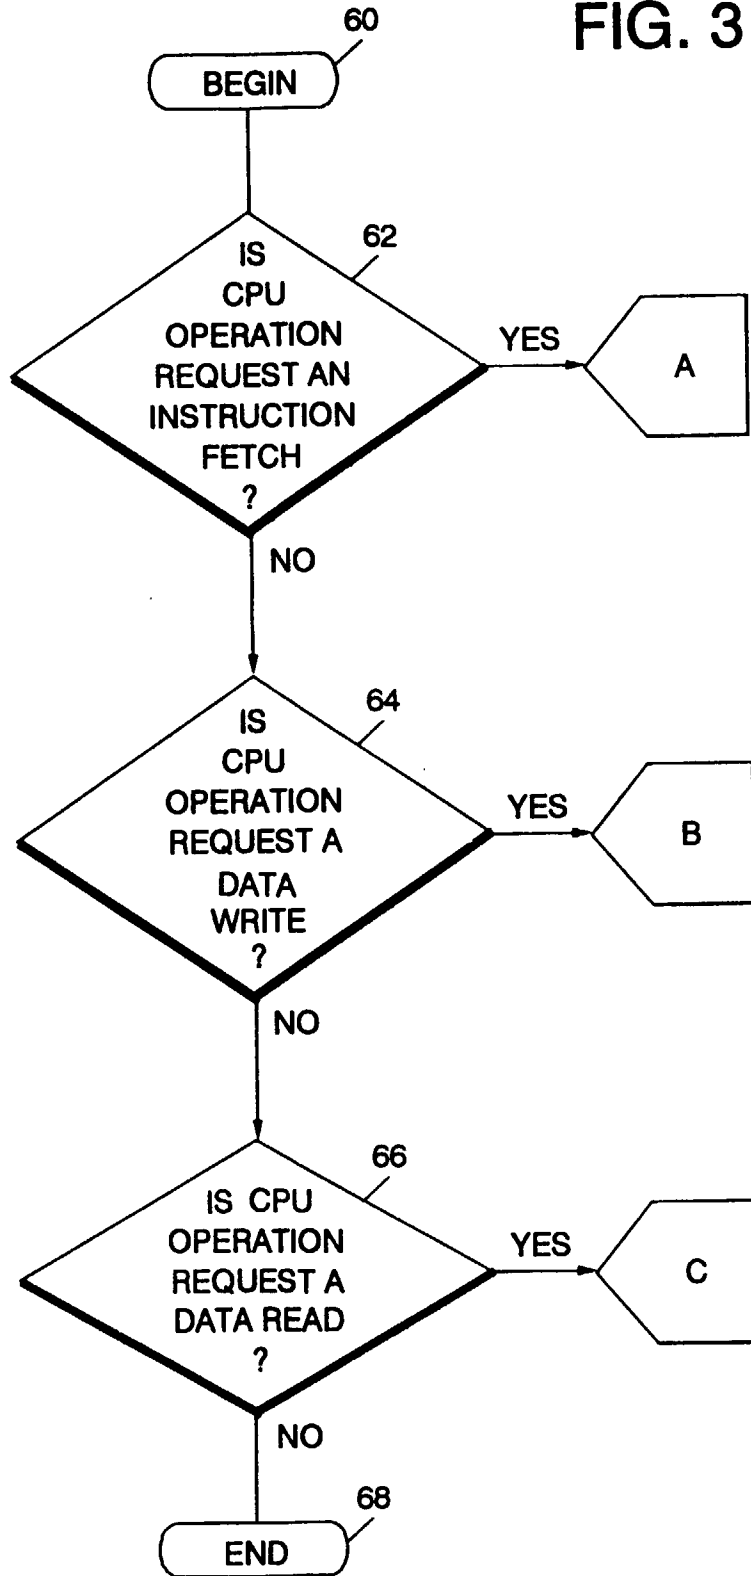 FIG. 3
60
BEGIN
62
IS
CPU
OPERATION
REQUEST AN
INSTRUCTION
FETCH
?
YES
A
NO
64
IS
CPU
OPERATION
REQUEST A
DATA
WRITE
?
YES
B
NO
66
IS CPU
OPERATION
REQUEST A
DATA READ
?
YES
C
NO
68
END